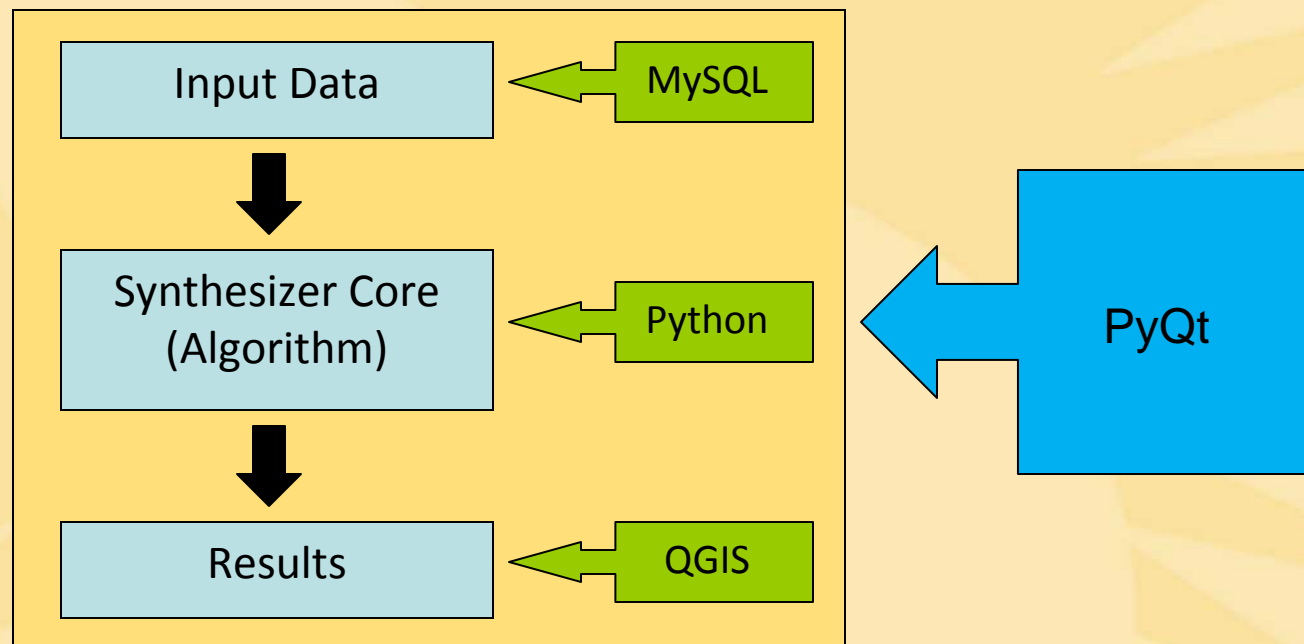 Input Data
MySQL
Synthesizer Core
(Algorithm)
Python
PyQt
Results
QGIS